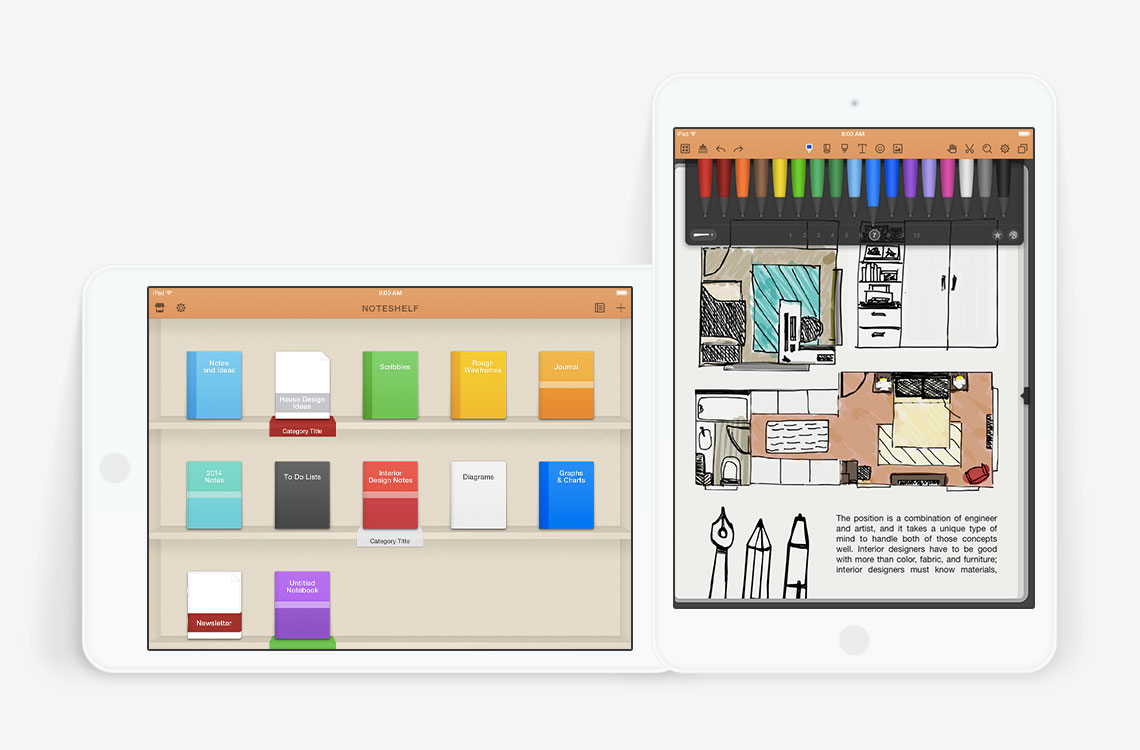 iPad
8:00 AM
NOTESHELF
Notes
and Ideas
House Design
Ideas
Scribbles
Rough
Wireframes
Journal
Category Title
2014
Notes
To Do Lists
Interior
Design Notes
Diagrams
Graphs
& Charts
Category Title
Newsletter
Untitled
Notebook
iPad
8:00 AM
T
1 2 3 4 5 6 7 10
The position is a combination of engineer
and artist, and it takes a unique type of
mind to handle both of those concepts
well. Interior designers have to be good
with more than color, fabric, and furniture;
interior designers must know materials,